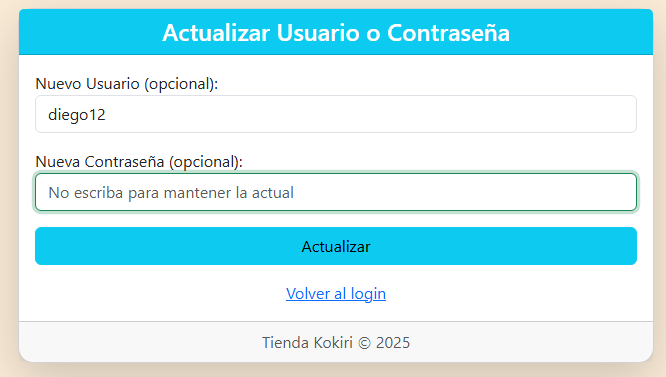 Actualizar Usuario o Contraseña
Nuevo Usuario (opcional):
diego12
Nueva Contraseña (opcional):
No escriba para mantener la actual
Actualizar
Volver al login
Tienda Kokiri © 2025